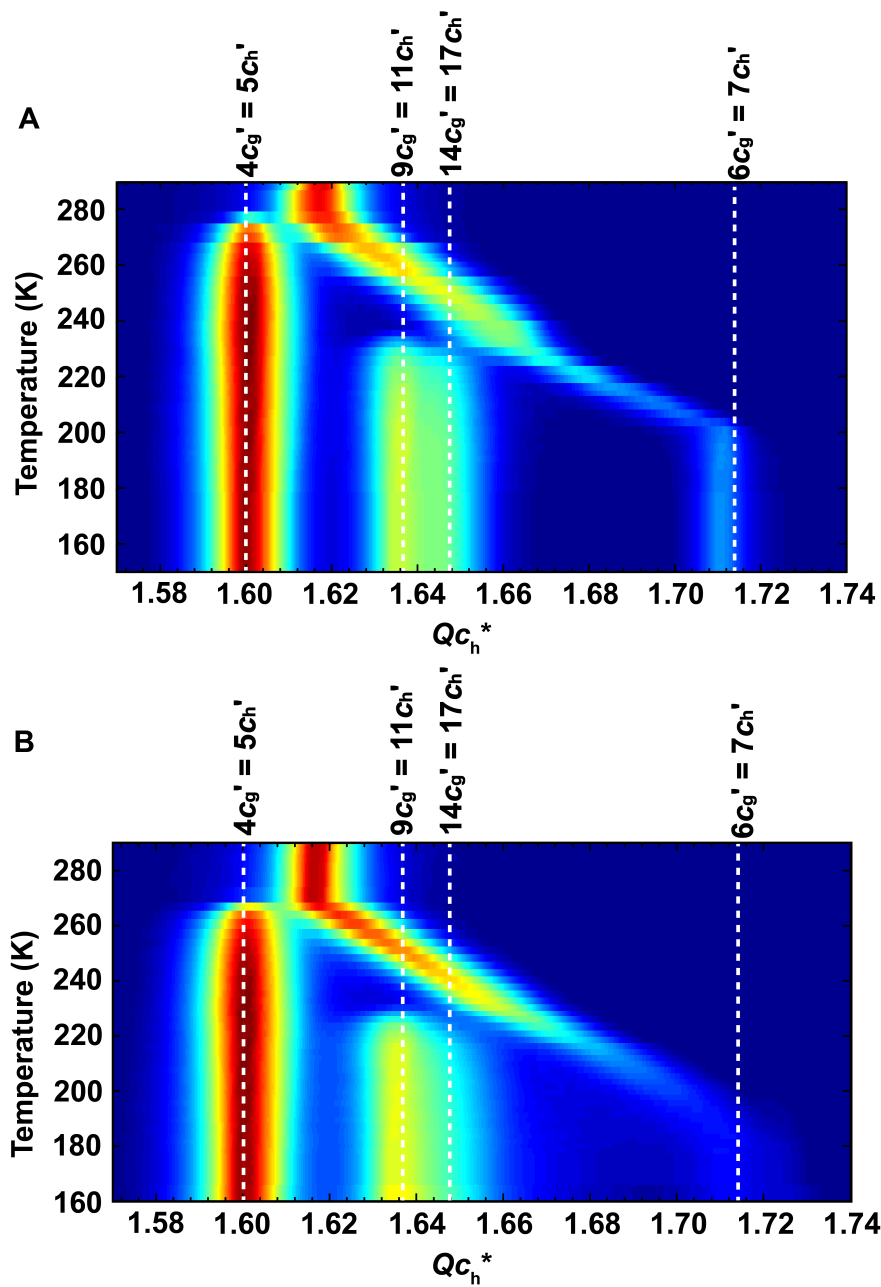 A
4cg' = 5ch'
9cg' = 11ch'
14cg' = 17ch'
6cg' = 7ch'
280
260
240
220
200
180
160
Temperature (K)
1.58 1.60 1.62 1.64 1.66 1.68 1.70 1.72 1.74
Qch*
B
4cg' = 5ch'
9cg' = 11ch'
14cg' = 17ch'
6cg' = 7ch'
280
260
240
220
200
180
160
Temperature (K)
1.58 1.60 1.62 1.64 1.66 1.68 1.70 1.72 1.74
Qch*